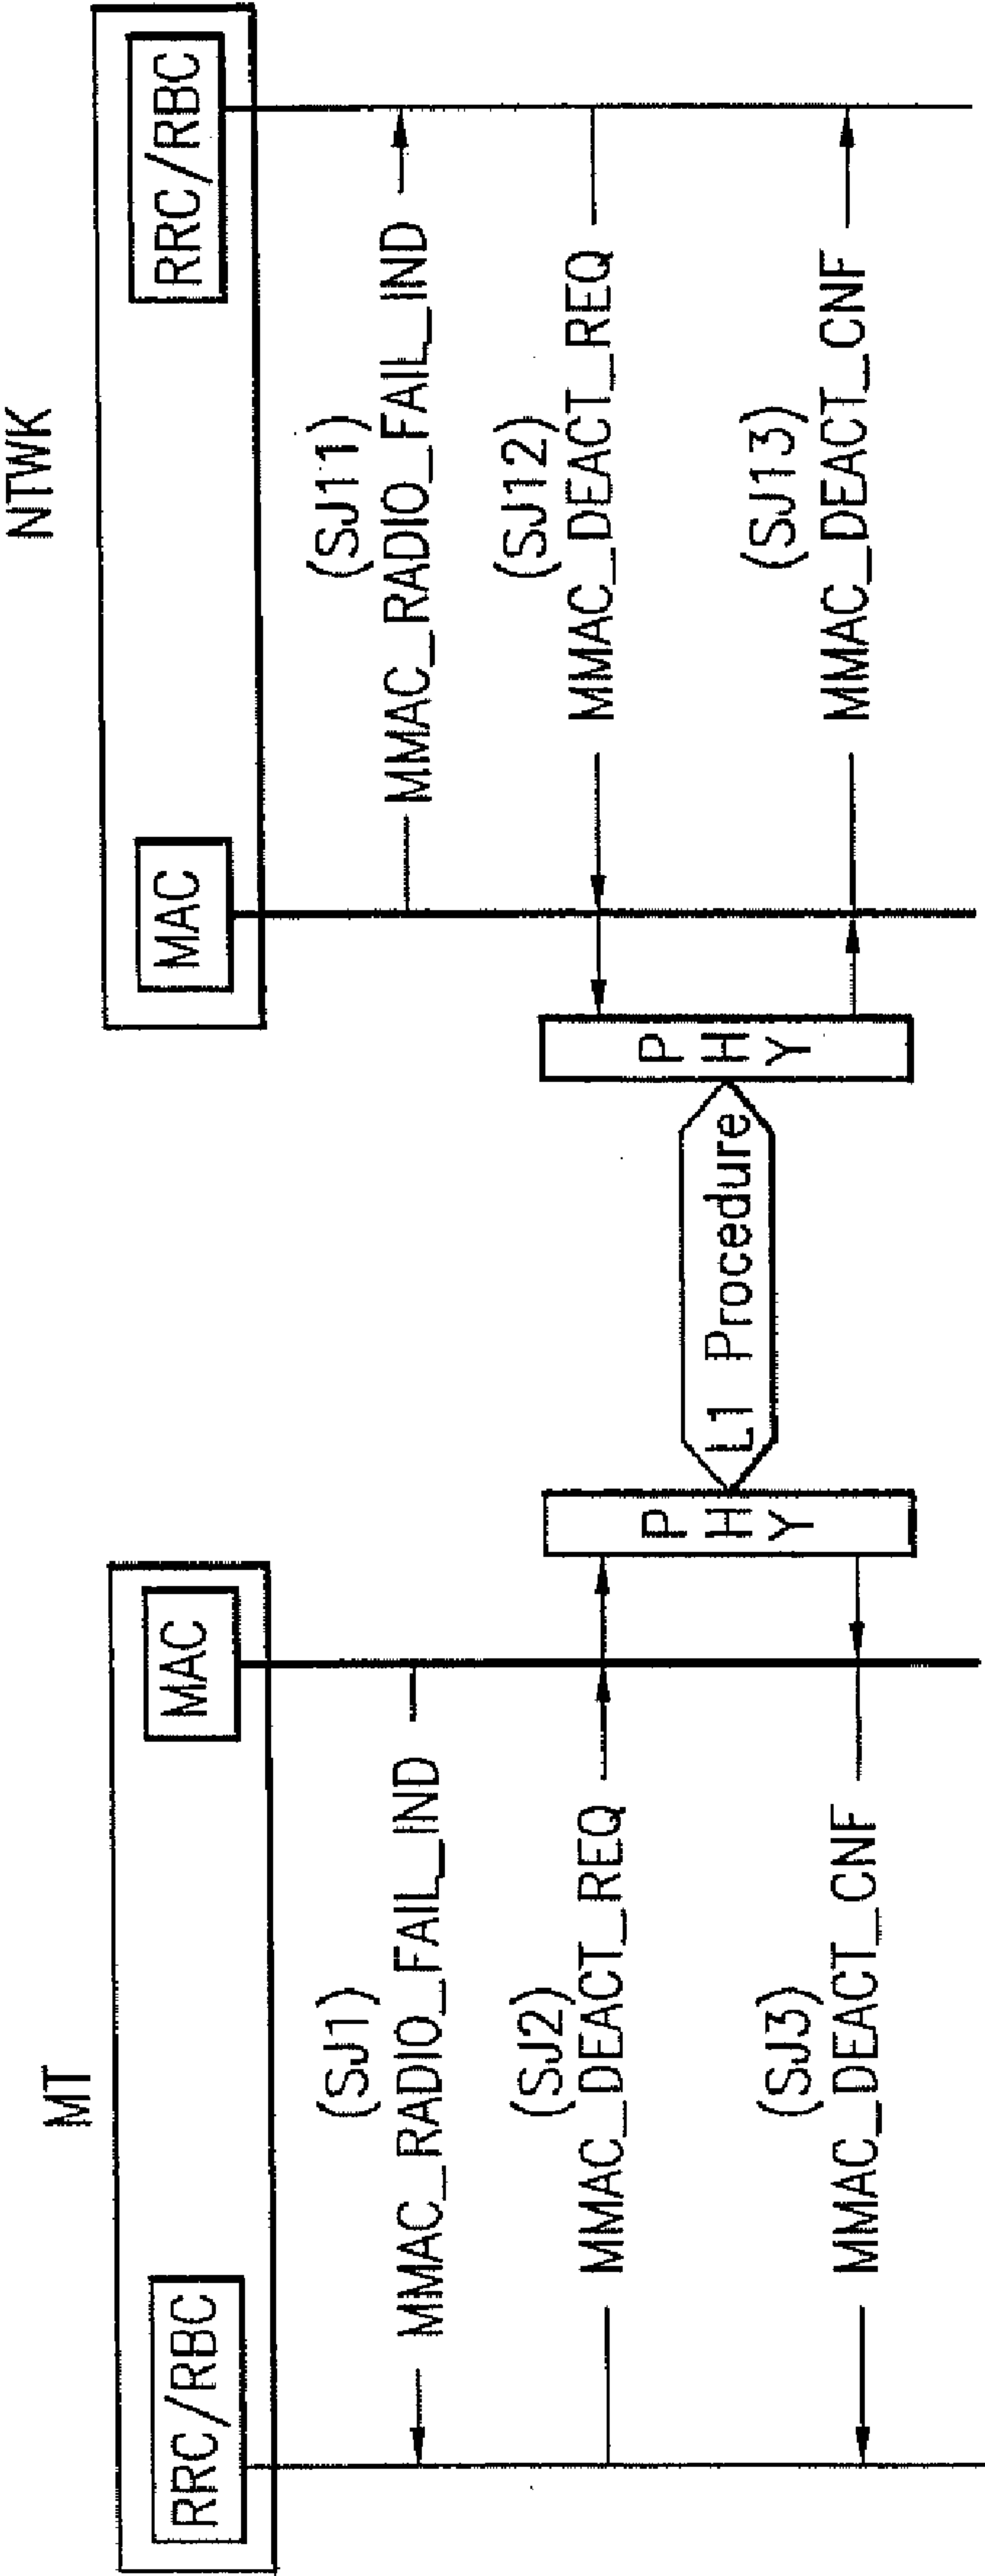 MT
NTWK
RRC/RBC
MAC
MAC
RRC/RBC
(SJ1)
MMAC_RADIO_FAIL_IND
(SJ11)
MMAC_RADIO_FAIL_IND
(SJ2)
MMAC_DEACT_REQ
(SJ12)
MMAC_DEACT_REQ
PHY
L1 Procedure
PHY
(SJ3)
MMAC_DEACT_CNF
(SJ13)
MMAC_DEACT_CNF